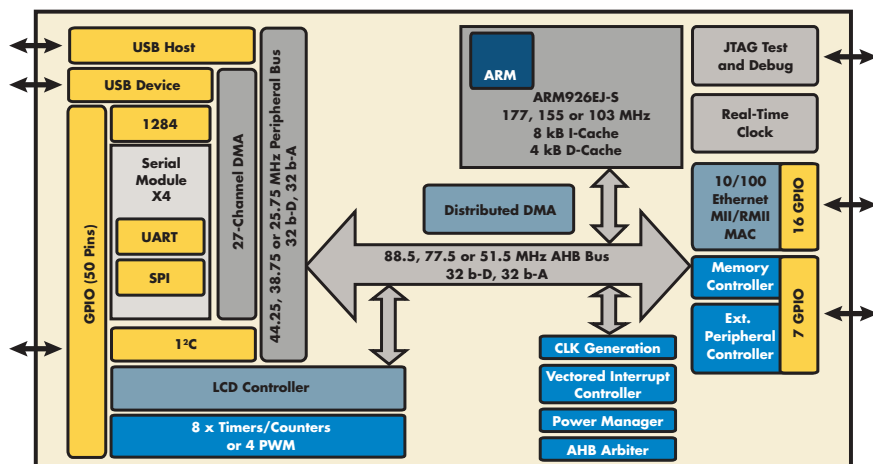 USB Host
USB Device
1284
Serial
Module
X4
UART
SPI
1²C
GPIO (50 Pins)
27-Channel DMA
44.25, 38.75 or 25.75 MHz Peripheral Bus
32 b-D, 32 b-A
LCD Controller
8 x Timers/Counters
or 4 PWM
ARM
ARM926EJ-S
177, 155 or 103 MHz
8 kB I-Cache
4 kB D-Cache
Distributed DMA
88.5, 77.5 or 51.5 MHz AHB Bus
32 b-D, 32 b-A
CLK Generation
Vectored Interrupt
Controller
Power Manager
AHB Arbiter
JTAG Test
and Debug
Real-Time
Clock
10/100
Ethernet
MII/RMII
MAC
16 GPIO
Memory
Controller
Ext.
Peripheral
Controller
7 GPIO